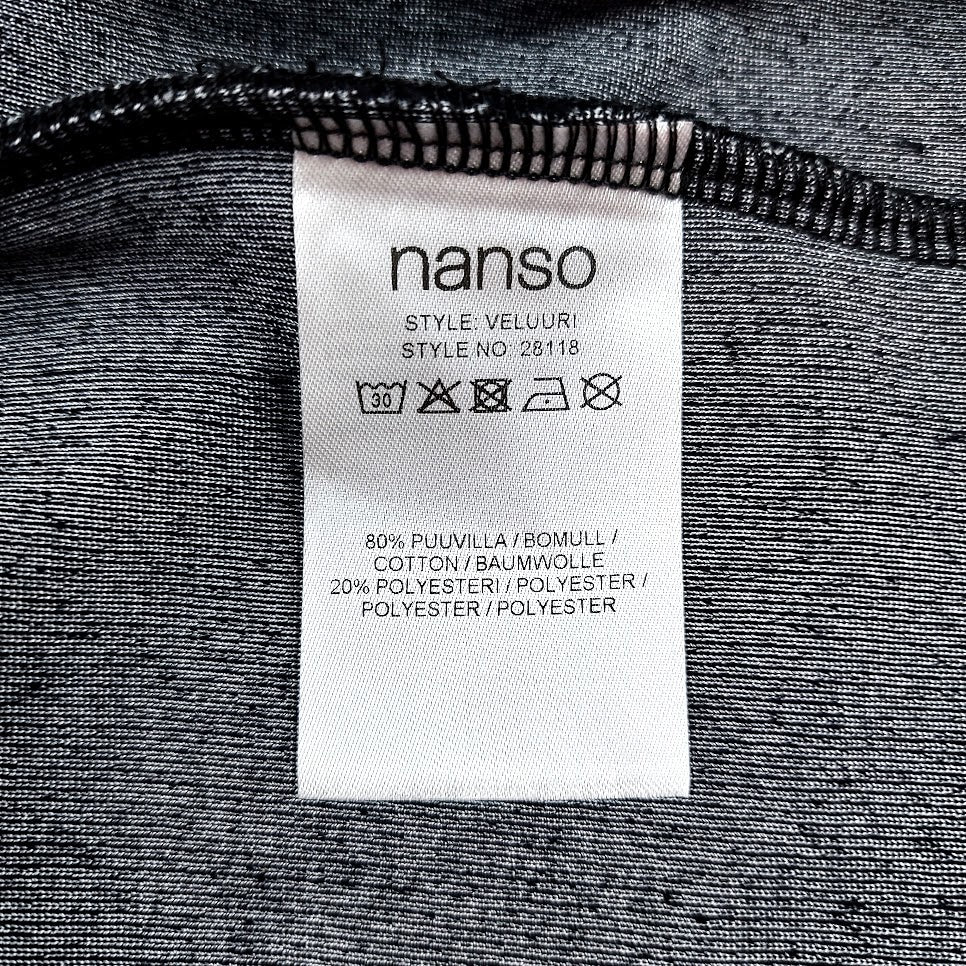 nanso
STYLE: VELUURI
STYLE NO: 28118
30
80% PUUVILLA / BOMULL /
COTTON / BAUMWOLLE
20% POLYESTERI / POLYESTER /
POLYESTER / POLYESTER